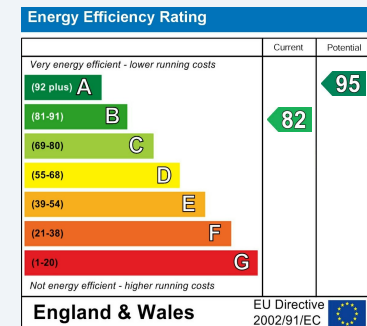 Energy Efficiency Rating
Current Potential
Very energy efficient - lower running costs
(92 plus) A
95
(81-91) B
82
(69-80) C
(55-68) D
(39-54) E
(21-38) F
(1-20) G
Not energy efficient - higher running costs
England & Wales
EU Directive
2002/91/EC